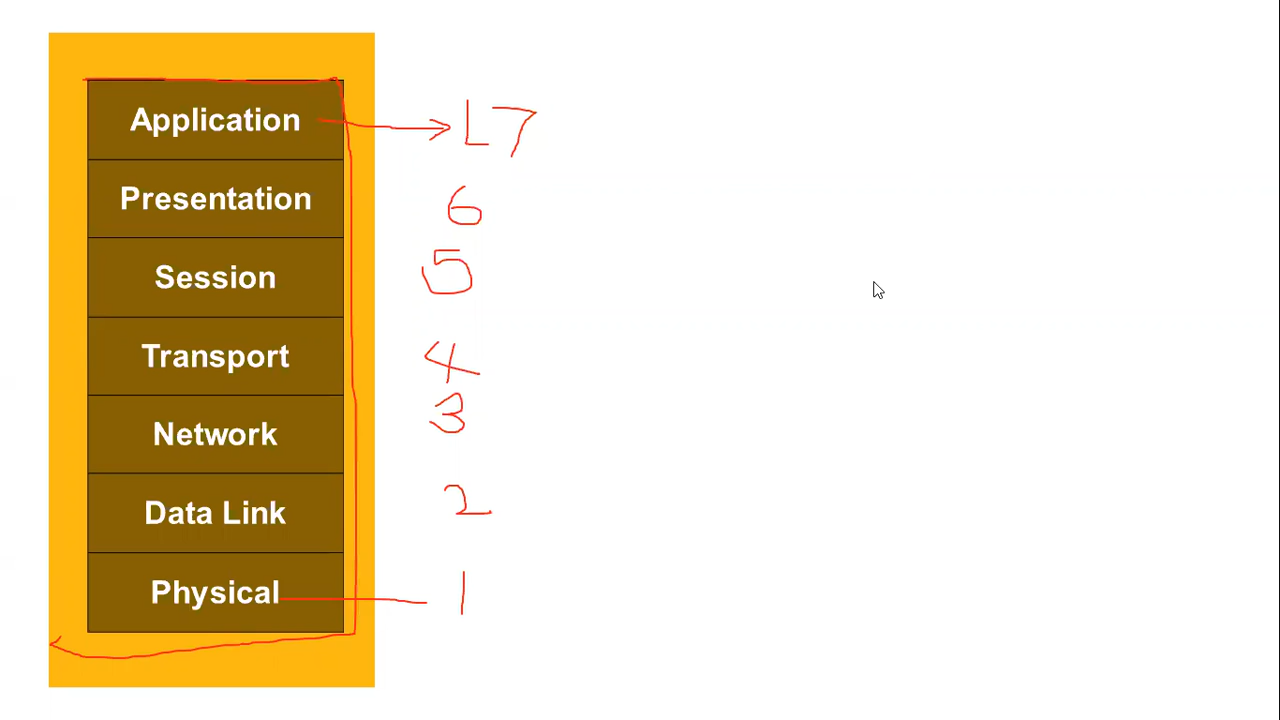 Application L7
Presentation 6
Session 5
Transport 4
Network 3
Data Link 2
Physical 1